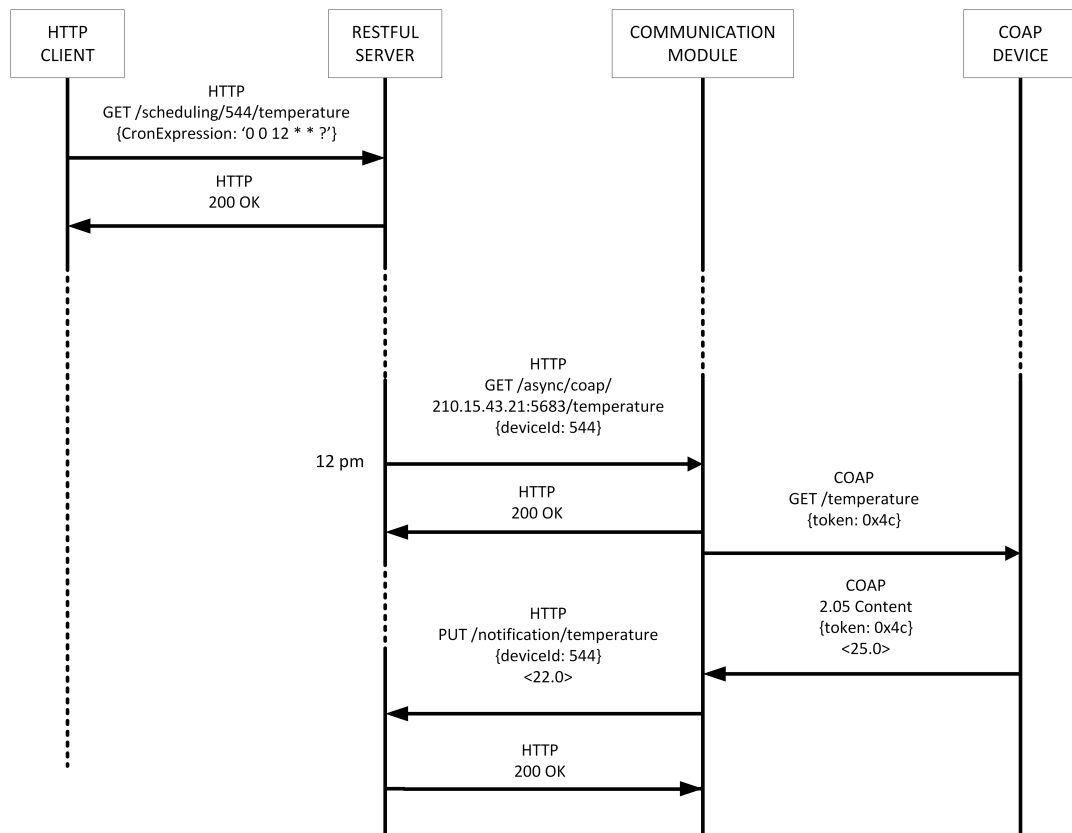 HTTP
CLIENT
RESTFUL
SERVER
COMMUNICATION
MODULE
COAP
DEVICE
HTTP
GET /scheduling/544/temperature
{CronExpression: ‘0 0 12 * * ?’}
HTTP
200 OK
HTTP
GET /async/coap/
210.15.43.21:5683/temperature
{deviceId: 544}
12 pm
HTTP
200 OK
COAP
GET /temperature
{token: 0x4c}
COAP
2.05 Content
{token: 0x4c}
<25.0>
HTTP
PUT /notification/temperature
{deviceId: 544}
<22.0>
HTTP
200 OK